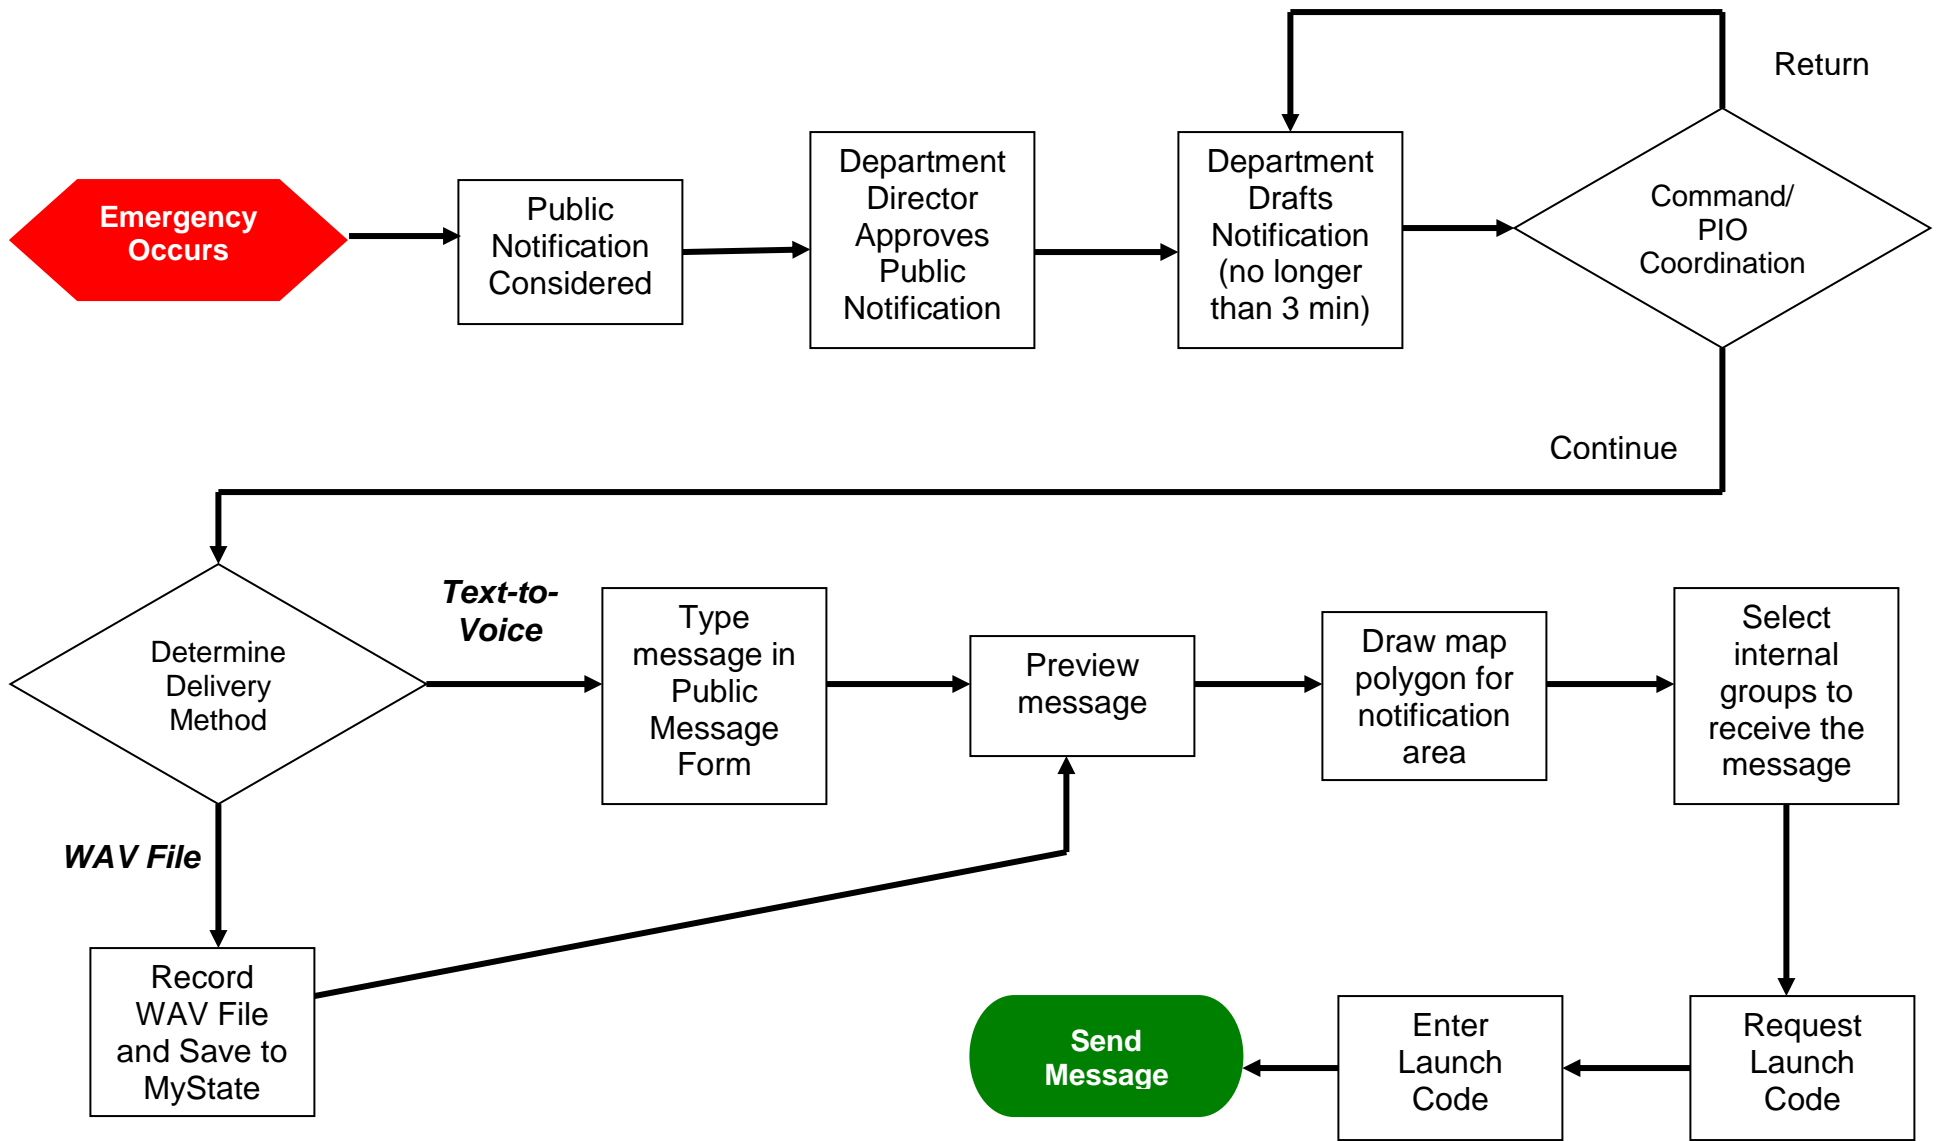 Return
Emergency
Occurs
Public
Notification
Considered
Department
Director
Approves
Public
Notification
Department
Drafts
Notification
(no longer
than 3 min)
Command/
PIO
Coordination
Continue
Determine
Delivery
Method
Text-to-
Voice
Type
message in
Public
Message
Form
Preview
message
Draw map
polygon for
notification
area
Select
internal
groups to
receive the
message
WAV File
Record
WAV File
and Save to
MyState
Send
Message
Enter
Launch
Code
Request
Launch
Code